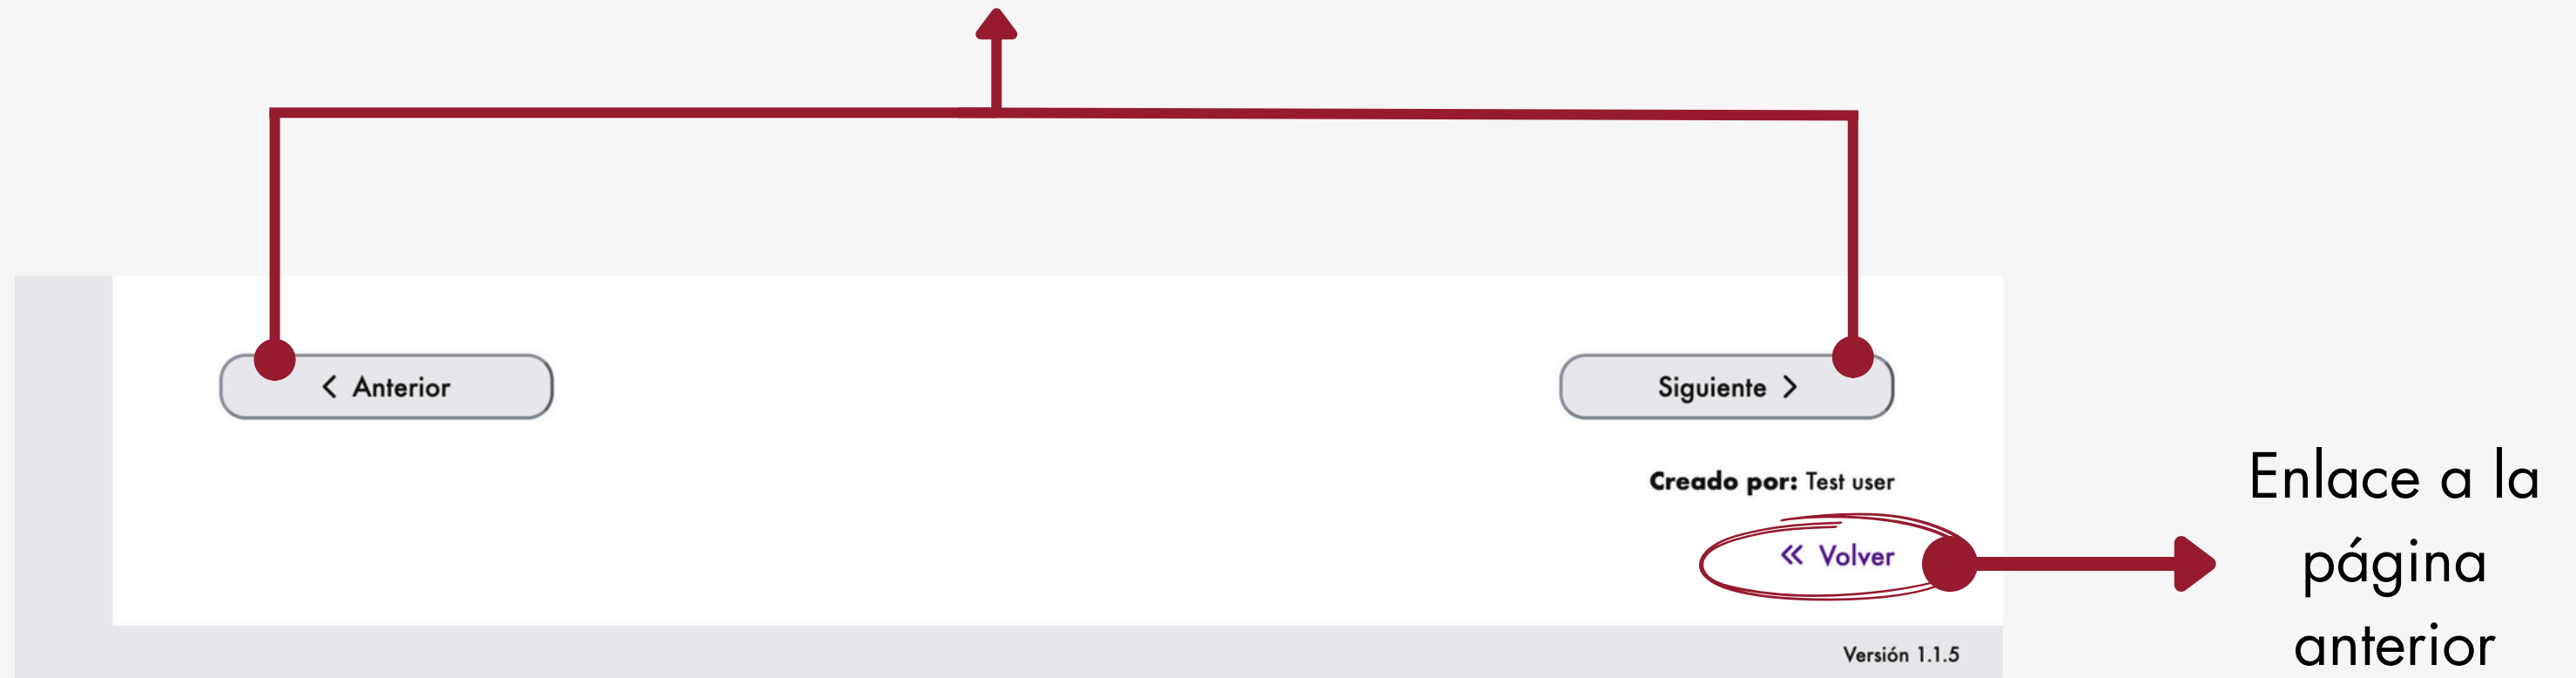 Anterior
Siguiente
Creado por: Test user
Volver
Enlace a la
página
anterior
Versión 1.1.5